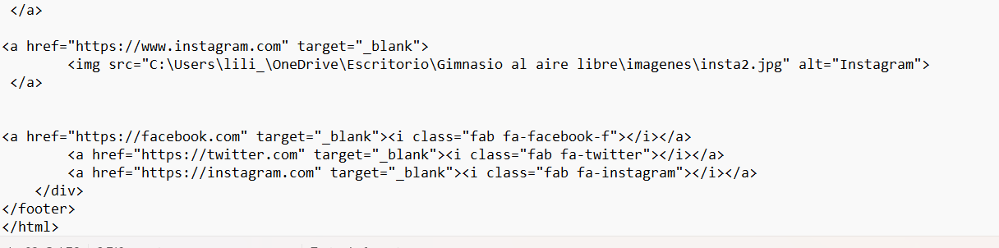 </a>
<a href="https://www.instagram.com" target="_blank">
<img src="C:\Users\lili_\OneDrive\Escritorio\Gimnasio al aire libre\imagenes\insta2.jpg" alt="Instagram">
</a>
<a href="https://facebook.com" target="_blank"><i class="fab fa-facebook-f"></i></a>
<a href="https://twitter.com" target="_blank"><i class="fab fa-twitter"></i></a>
<a href="https://instagram.com" target="_blank"><i class="fab fa-instagram"></i></a>
</div>
</footer>
</html>